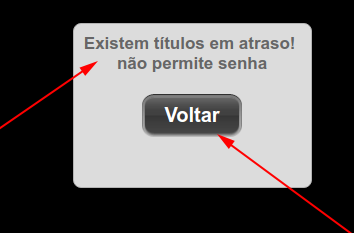 Existem títulos em atraso!
não permite senha
Voltar